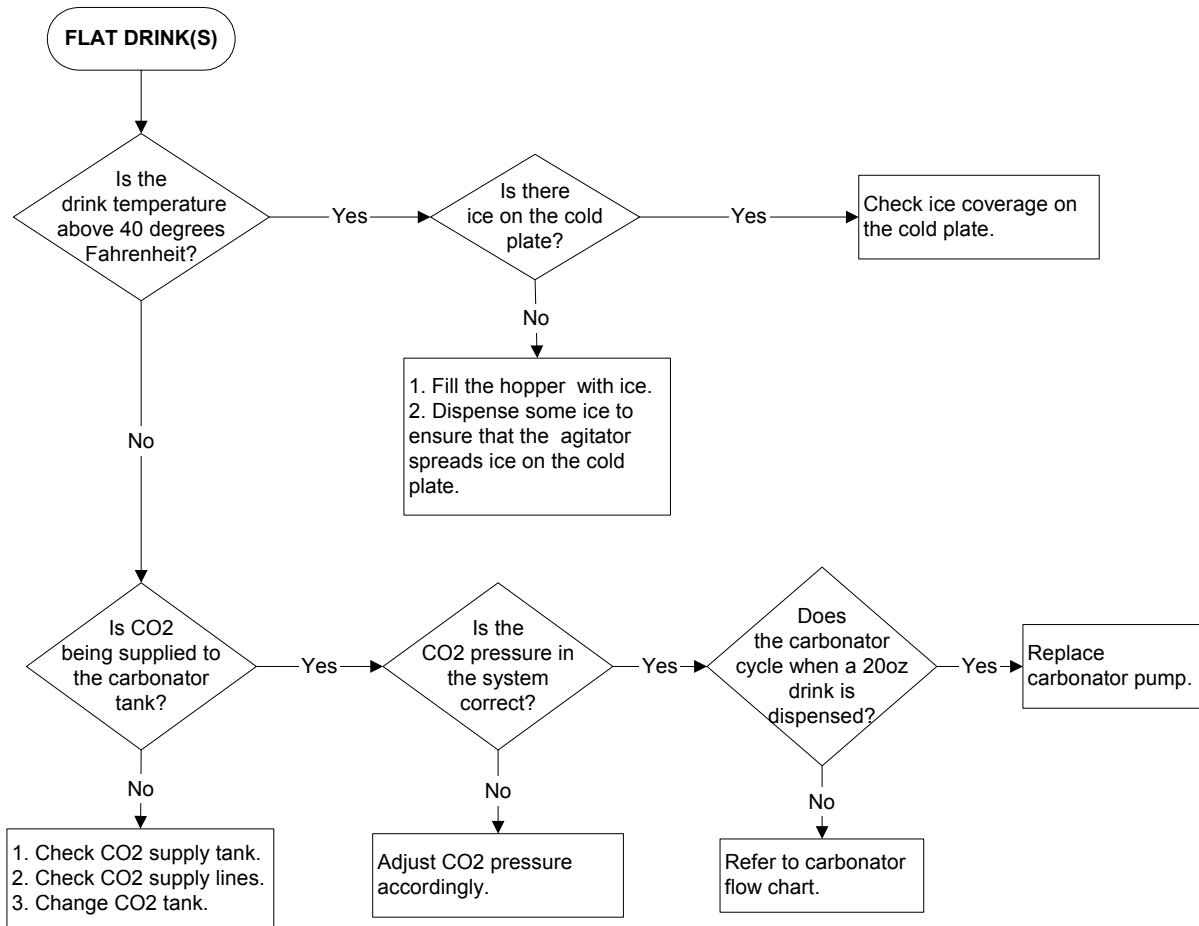 FLAT DRINK(S)
Is the
drink temperature
above 40 degrees
Fahrenheit?
Yes
Is there
ice on the cold
plate?
Yes
Check ice coverage on
the cold plate.
No
1. Fill the hopper  with ice.
2. Dispense some ice to
ensure that the  agitator
spreads ice on the cold
plate.
No
Is CO2
being supplied to
the carbonator
tank?
Yes
Is the
CO2 pressure in
the system
correct?
Yes
Does
the carbonator
cycle when a 20oz
drink is
dispensed?
Yes
Replace
carbonator pump.
No
1. Check CO2 supply tank.
2. Check CO2 supply lines.
3. Change CO2 tank.
No
Adjust CO2 pressure
accordingly.
No
Refer to carbonator
flow chart.